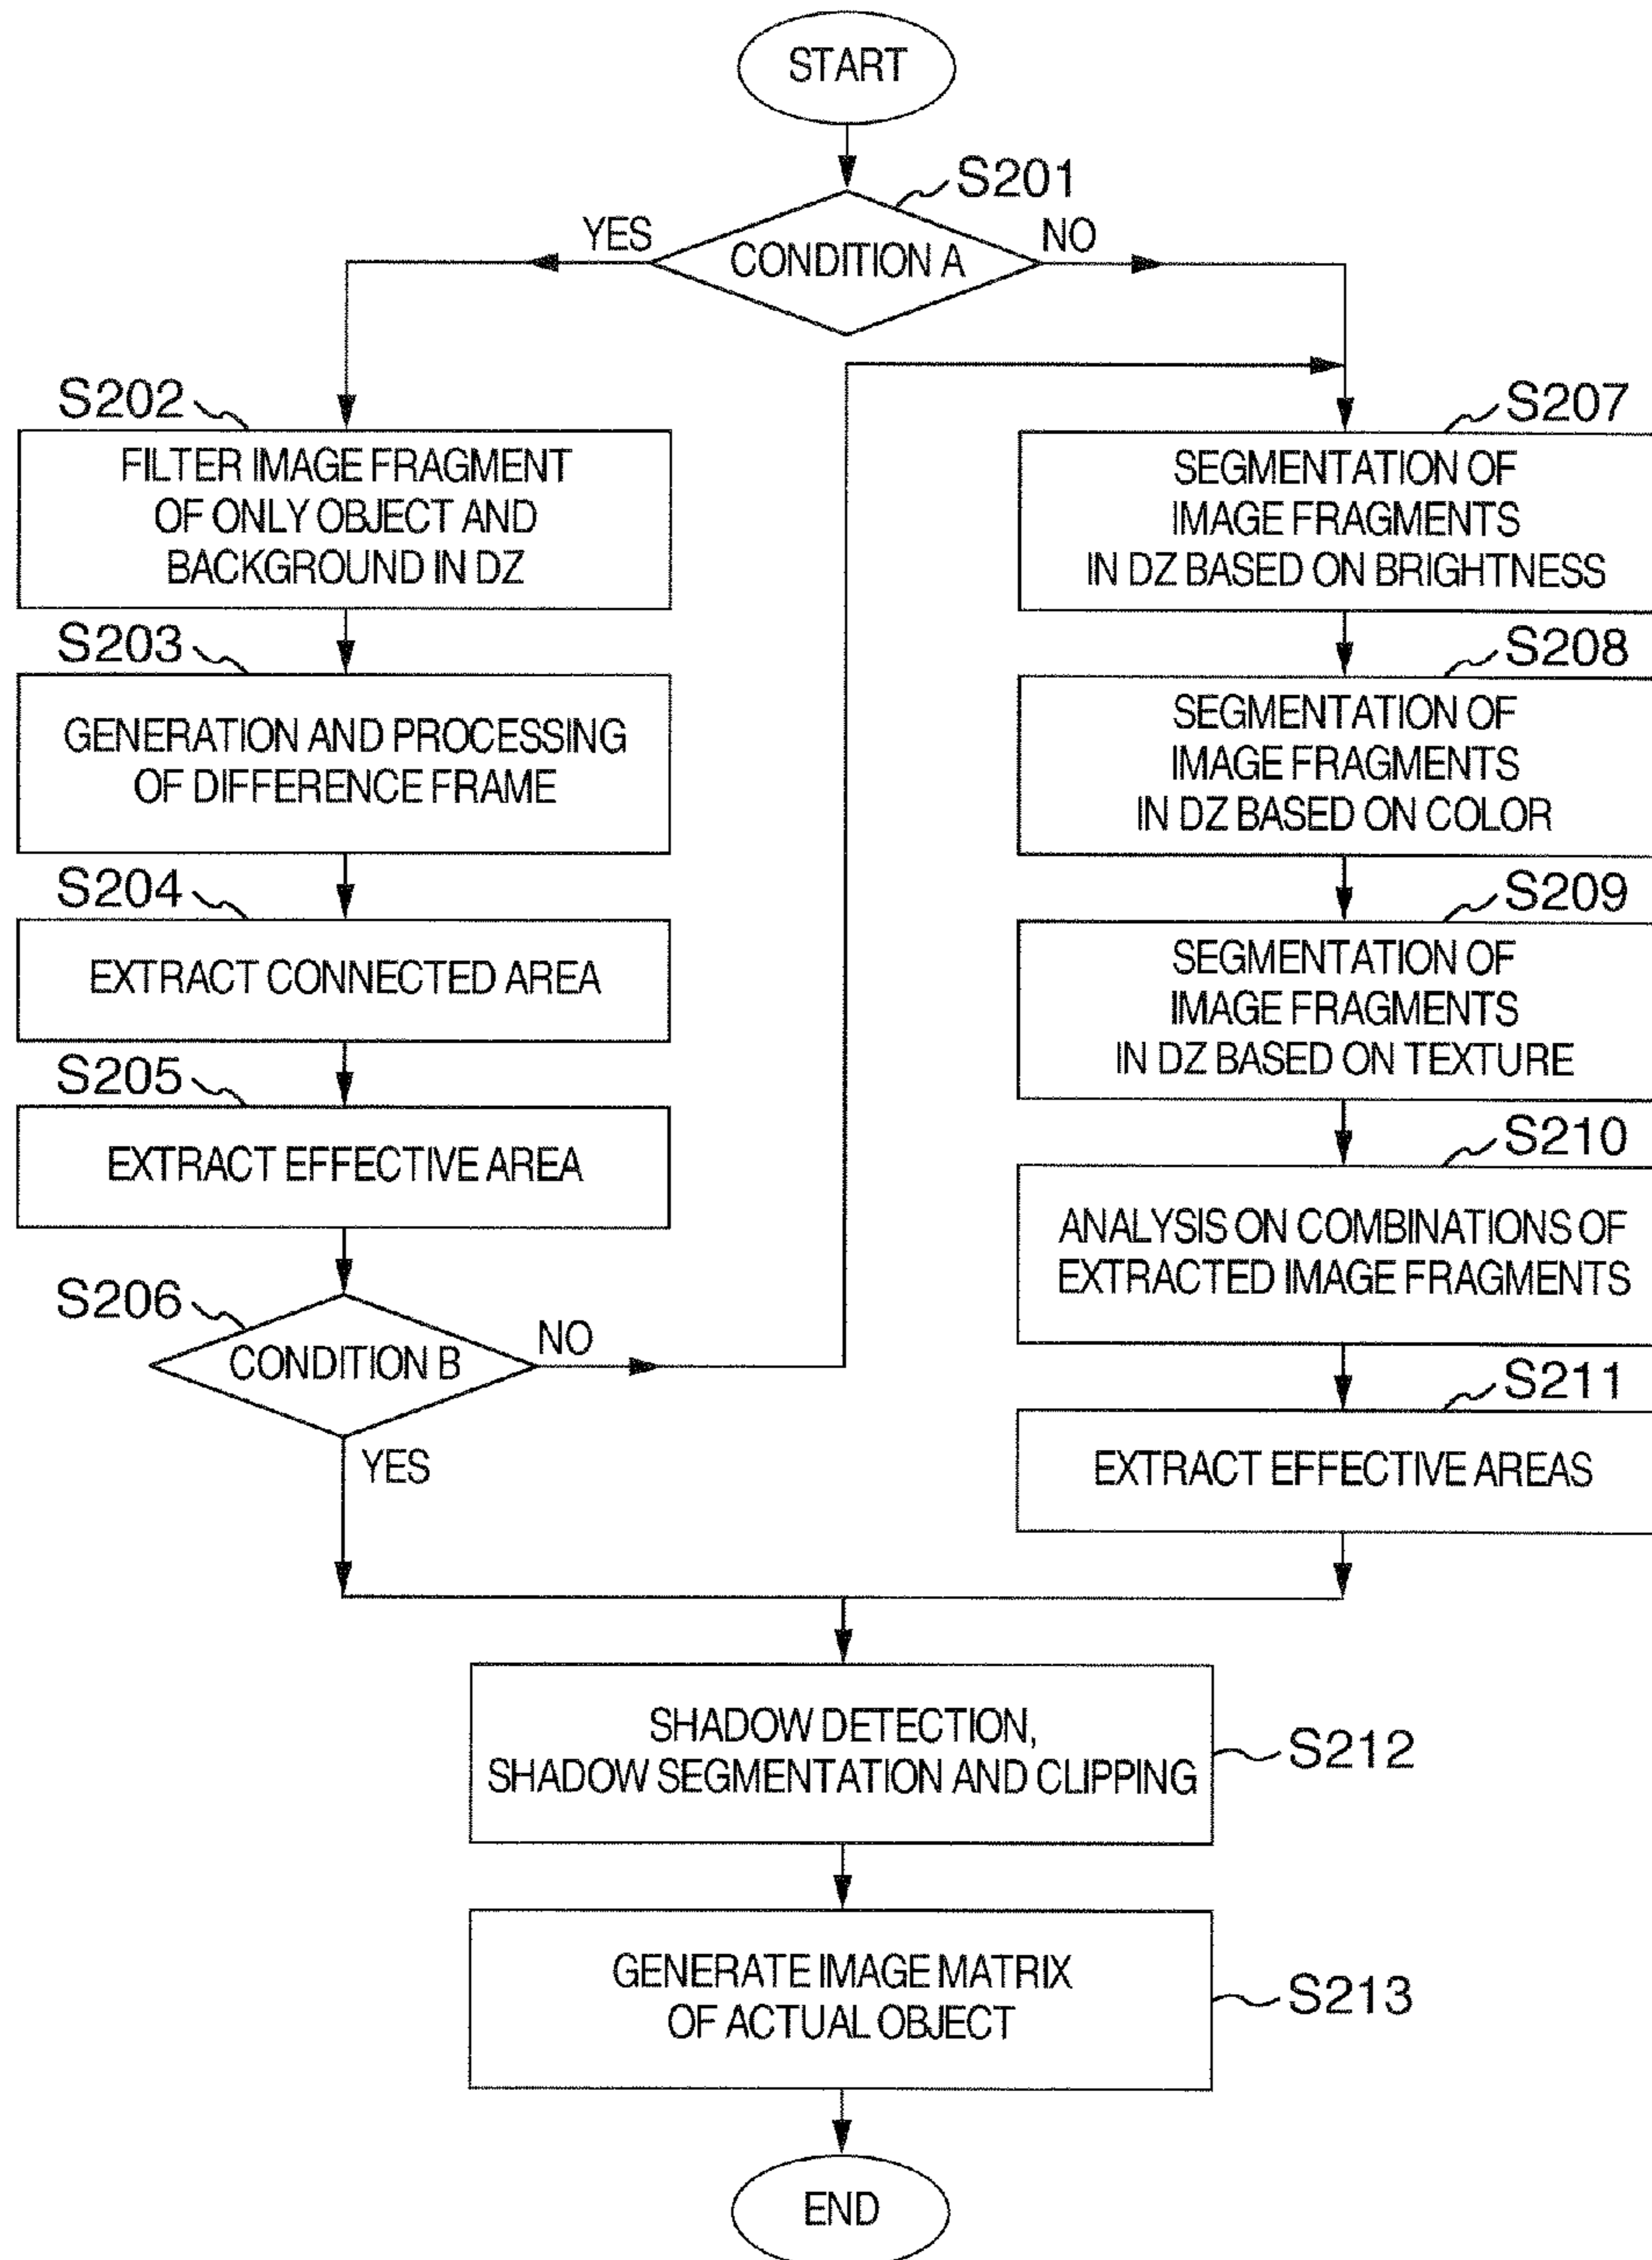 START
S201
YES
CONDITION A
NO
S202
FILTER IMAGE FRAGMENT
OF ONLY OBJECT AND
BACKGROUND IN DZ
S203
GENERATION AND PROCESSING
OF DIFFERENCE FRAME
S204
EXTRACT CONNECTED AREA
S205
EXTRACT EFFECTIVE AREA
S206
CONDITION B
NO
YES
S207
SEGMENTATION OF
IMAGE FRAGMENTS
IN DZ BASED ON BRIGHTNESS
S208
SEGMENTATION OF
IMAGE FRAGMENTS
IN DZ BASED ON COLOR
S209
SEGMENTATION OF
IMAGE FRAGMENTS
IN DZ BASED ON TEXTURE
S210
ANALYSIS ON COMBINATIONS OF
EXTRACTED IMAGE FRAGMENTS
S211
EXTRACT EFFECTIVE AREAS
SHADOW DETECTION,
SHADOW SEGMENTATION AND CLIPPING
S212
GENERATE IMAGE MATRIX
OF ACTUAL OBJECT
S213
END